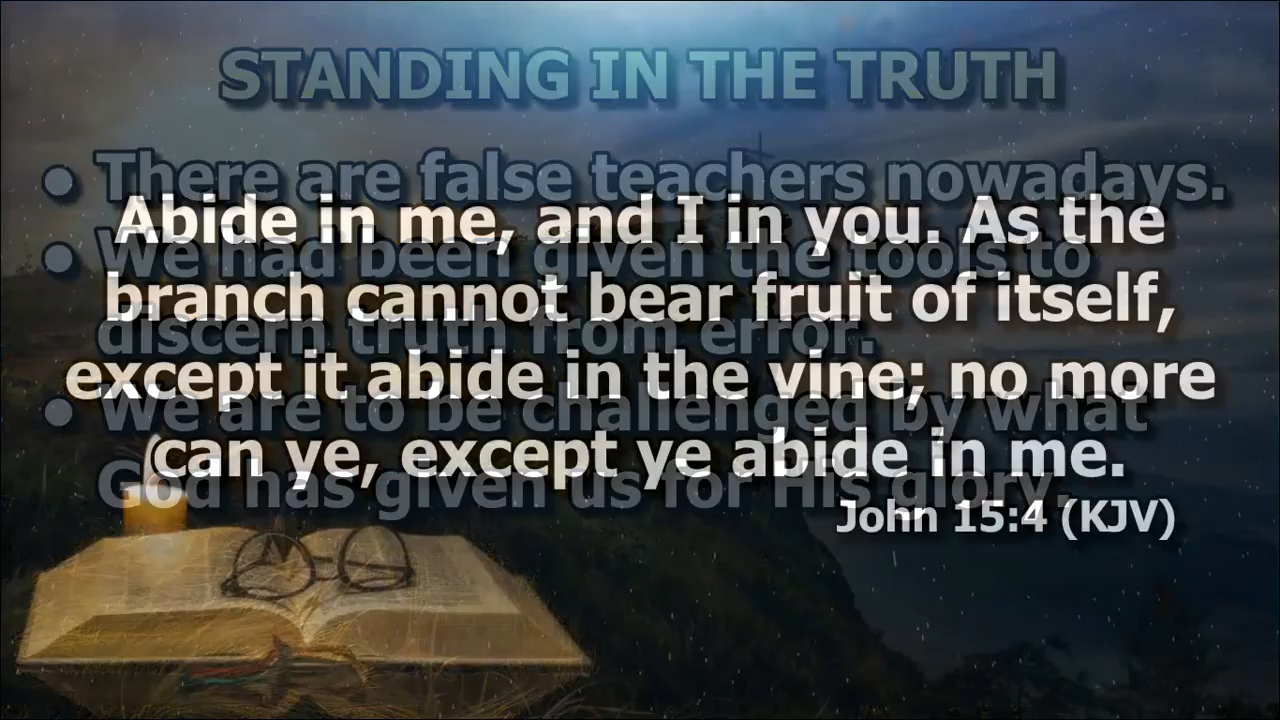 STANDING IN THE TRUTH
• There are false teachers nowadays.
Abide in me, and I in you. As the
• We had been given the tools to
branch cannot bear fruit of itself,
discern truth from error.
except it abide in the vine; no more
• We are to be challenged by what
can ye, except ye abide in me.
God has given us for His glory.
John 15:4 (KJV)